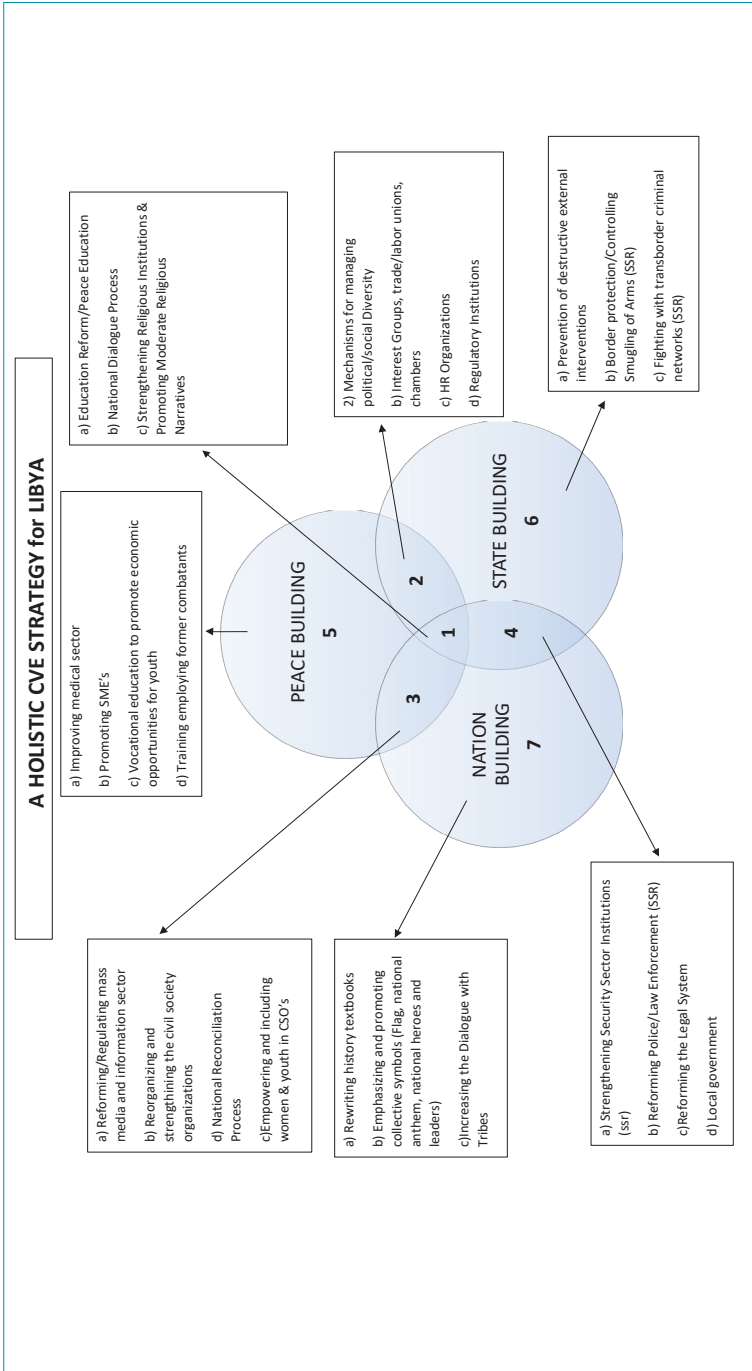 A HOLISTIC CVE STRATEGY for LIBYA
a) Reforming/Regulating mass
media and information sector
b) Reorganizing and
strengthining the civil society
organizations
d) National Reconciliation
Process
c)Empowering and including
women & youth in CSO's
a) Improving medical sector
b) Promoting SME's
c) Vocational education to promote economic
opportunities for youth
d) Training employing former combatants
a) Education Reform/Peace Education
b) National Dialogue Process
c) Strengthening Religious Institutions &
Promoting Moderate Religious
Narratives
PEACE BUILDING
5
3
2
1
2) Mechanisms for managing
political/social Diversity
b) Interest Groups, trade/labor unions,
chambers
c) HR Organizations
d) Regulatory Institutions
a) Rewriting history textbooks
b) Emphasizing and promoting
collective symbols (Flag, national
anthem, national heroes and
leaders)
c)Increasing the Dialogue with
Tribes
NATION
BUILDING
7
4
STATE BUILDING
6
a) Strengthening Security Sector Institutions
(ssr)
b) Reforming Police/Law Enforcement (SSR)
c)Reforming the Legal System
d) Local government
a) Prevention of destructive external
interventions
b) Border protection/Controlling
Smugling of Arms (SSR)
c) Fighting with transborder criminal
networks (SSR)